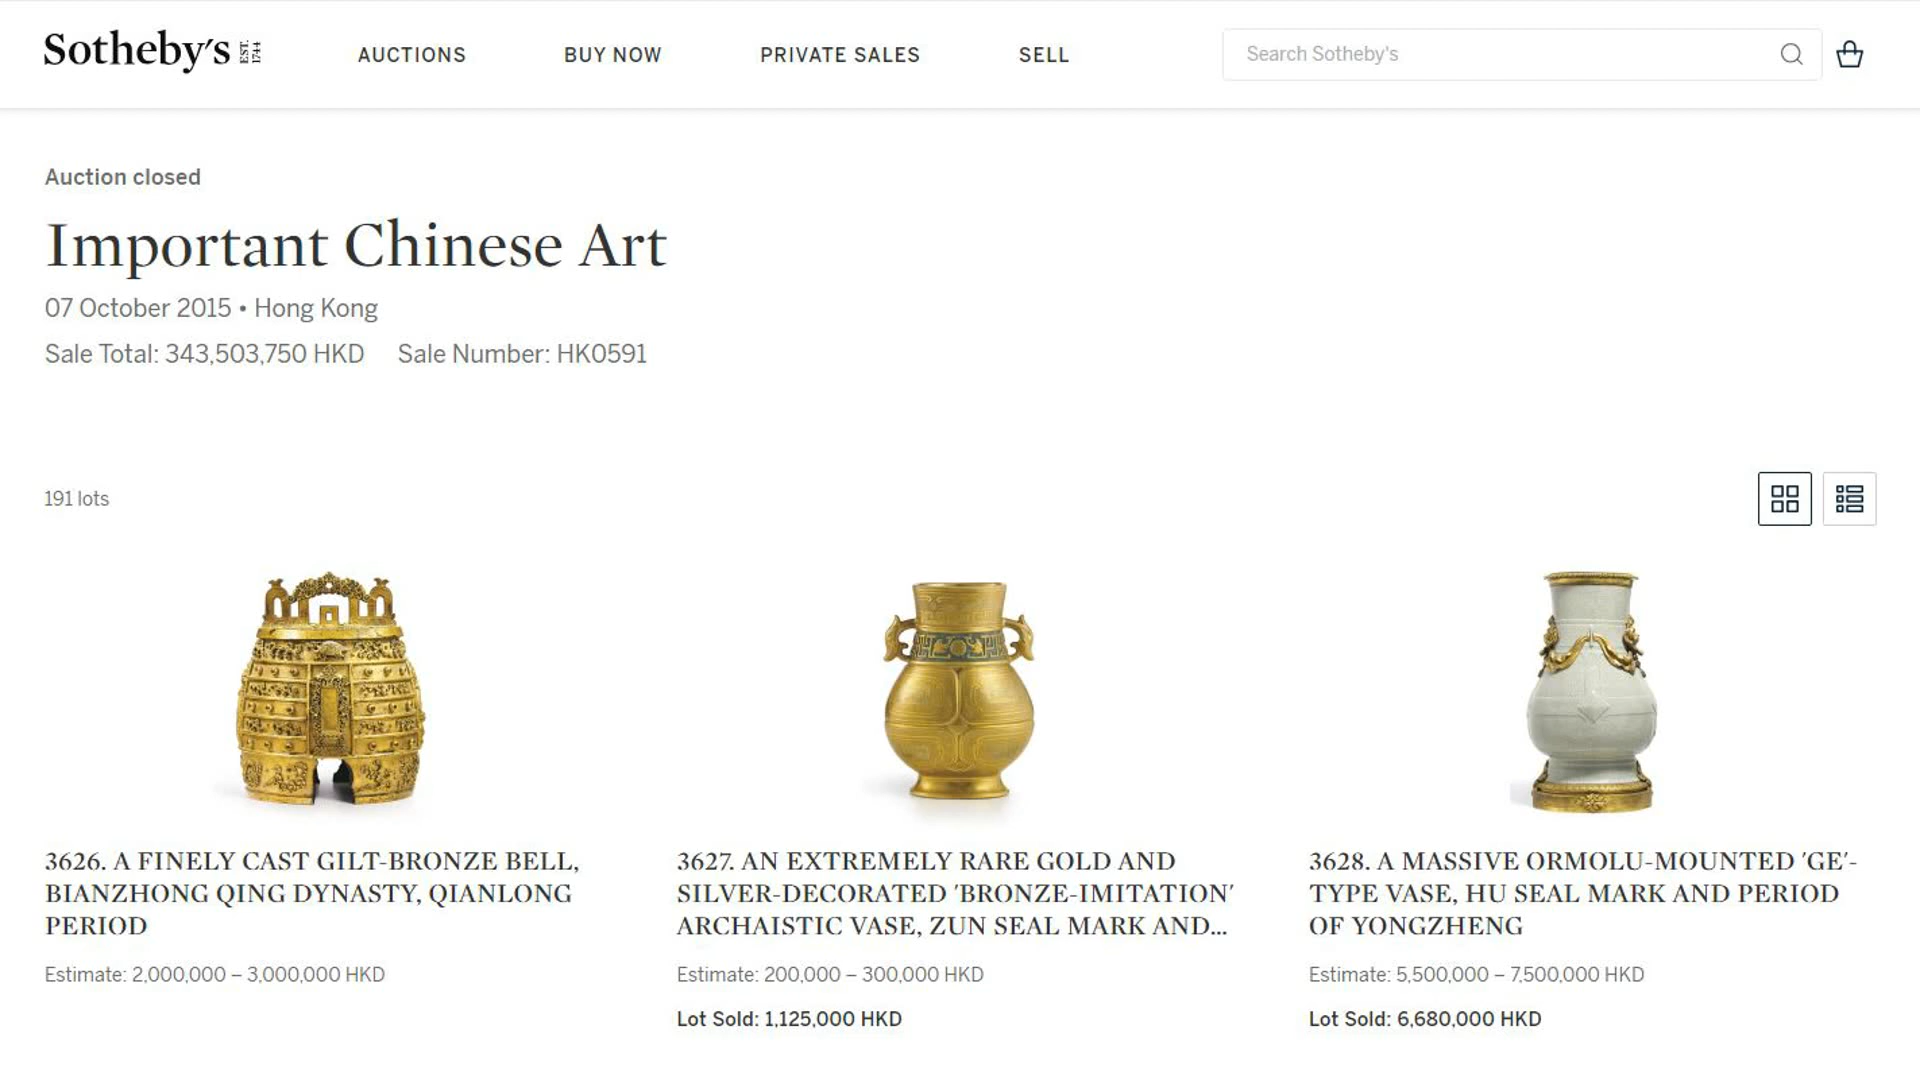 Sotheby's EST. 1744
AUCTIONS
BUY NOW
PRIVATE SALES
SELL
Search Sotheby's
Auction closed
Important Chinese Art
07 October 2015 • Hong Kong
Sale Total: 343,503,750 HKD Sale Number: HK0591
191 lots
3626. A FINELY CAST GILT-BRONZE BELL,
BIANZHONG QING DYNASTY, QIANLONG
PERIOD
Estimate: 2,000,000 – 3,000,000 HKD
3627. AN EXTREMELY RARE GOLD AND
SILVER-DECORATED 'BRONZE-IMITATION'
ARCHAISTIC VASE, ZUN SEAL MARK AND...
Estimate: 200,000 – 300,000 HKD
Lot Sold: 1,125,000 HKD
3628. A MASSIVE ORMOLU-MOUNTED 'GE'-
TYPE VASE, HU SEAL MARK AND PERIOD
OF YONGZHENG
Estimate: 5,500,000 – 7,500,000 HKD
Lot Sold: 6,680,000 HKD